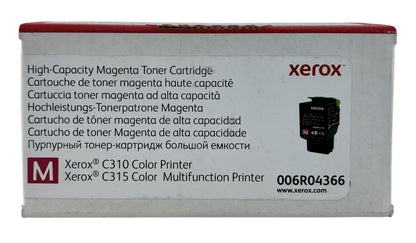 High-Capacity Magenta Toner Cartridge
Cartouche de toner magenta haute capacité
Cartuccia toner magenta ad alta capacità
Hochleistungs-Tonerpatrone Magenta
Cartucho de tóner magenta de alta capacidad
Cartucho de Toner Magenta de alta capacidade
Пурпурный тонер-картридж большой емкости
xerox™
M
Xerox® C310 Color Printer
Xerox® C315 Color Multifunction Printer
006R04366
www.xerox.com